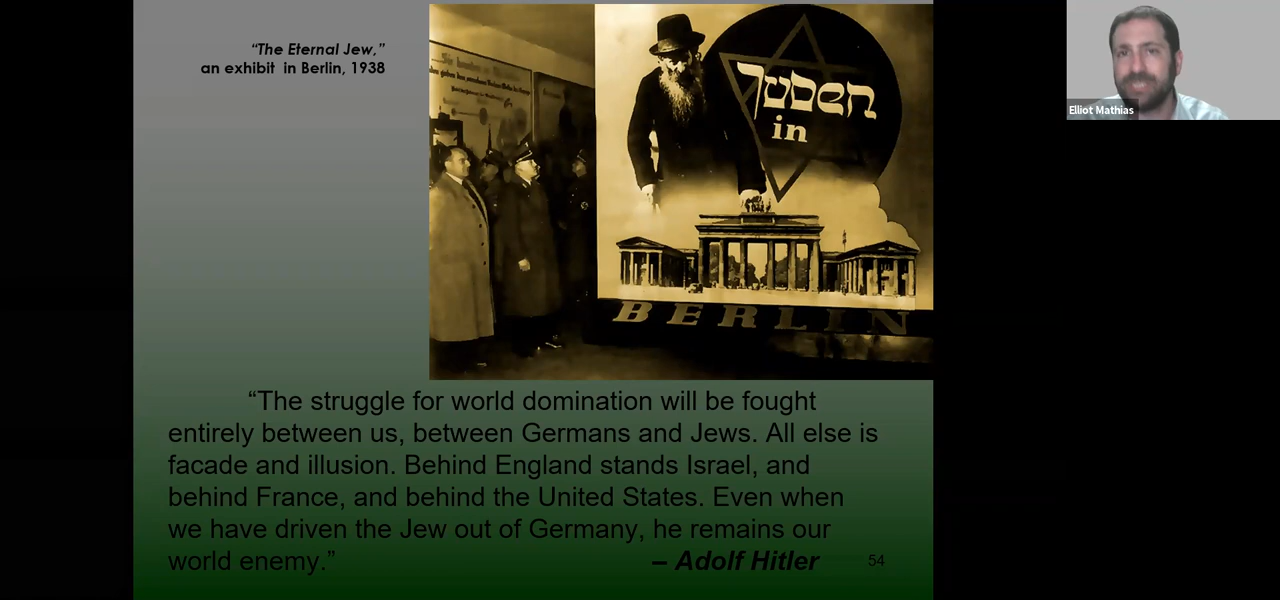 “The Eternal Jew,”
an exhibit in Berlin, 1938
Juden
in
BERLIN
“The struggle for world domination will be fought
entirely between us, between Germans and Jews. All else is
facade and illusion. Behind England stands Israel, and
behind France, and behind the United States. Even when
we have driven the Jew out of Germany, he remains our
world enemy.” – Adolf Hitler
54
Elliot Mathias